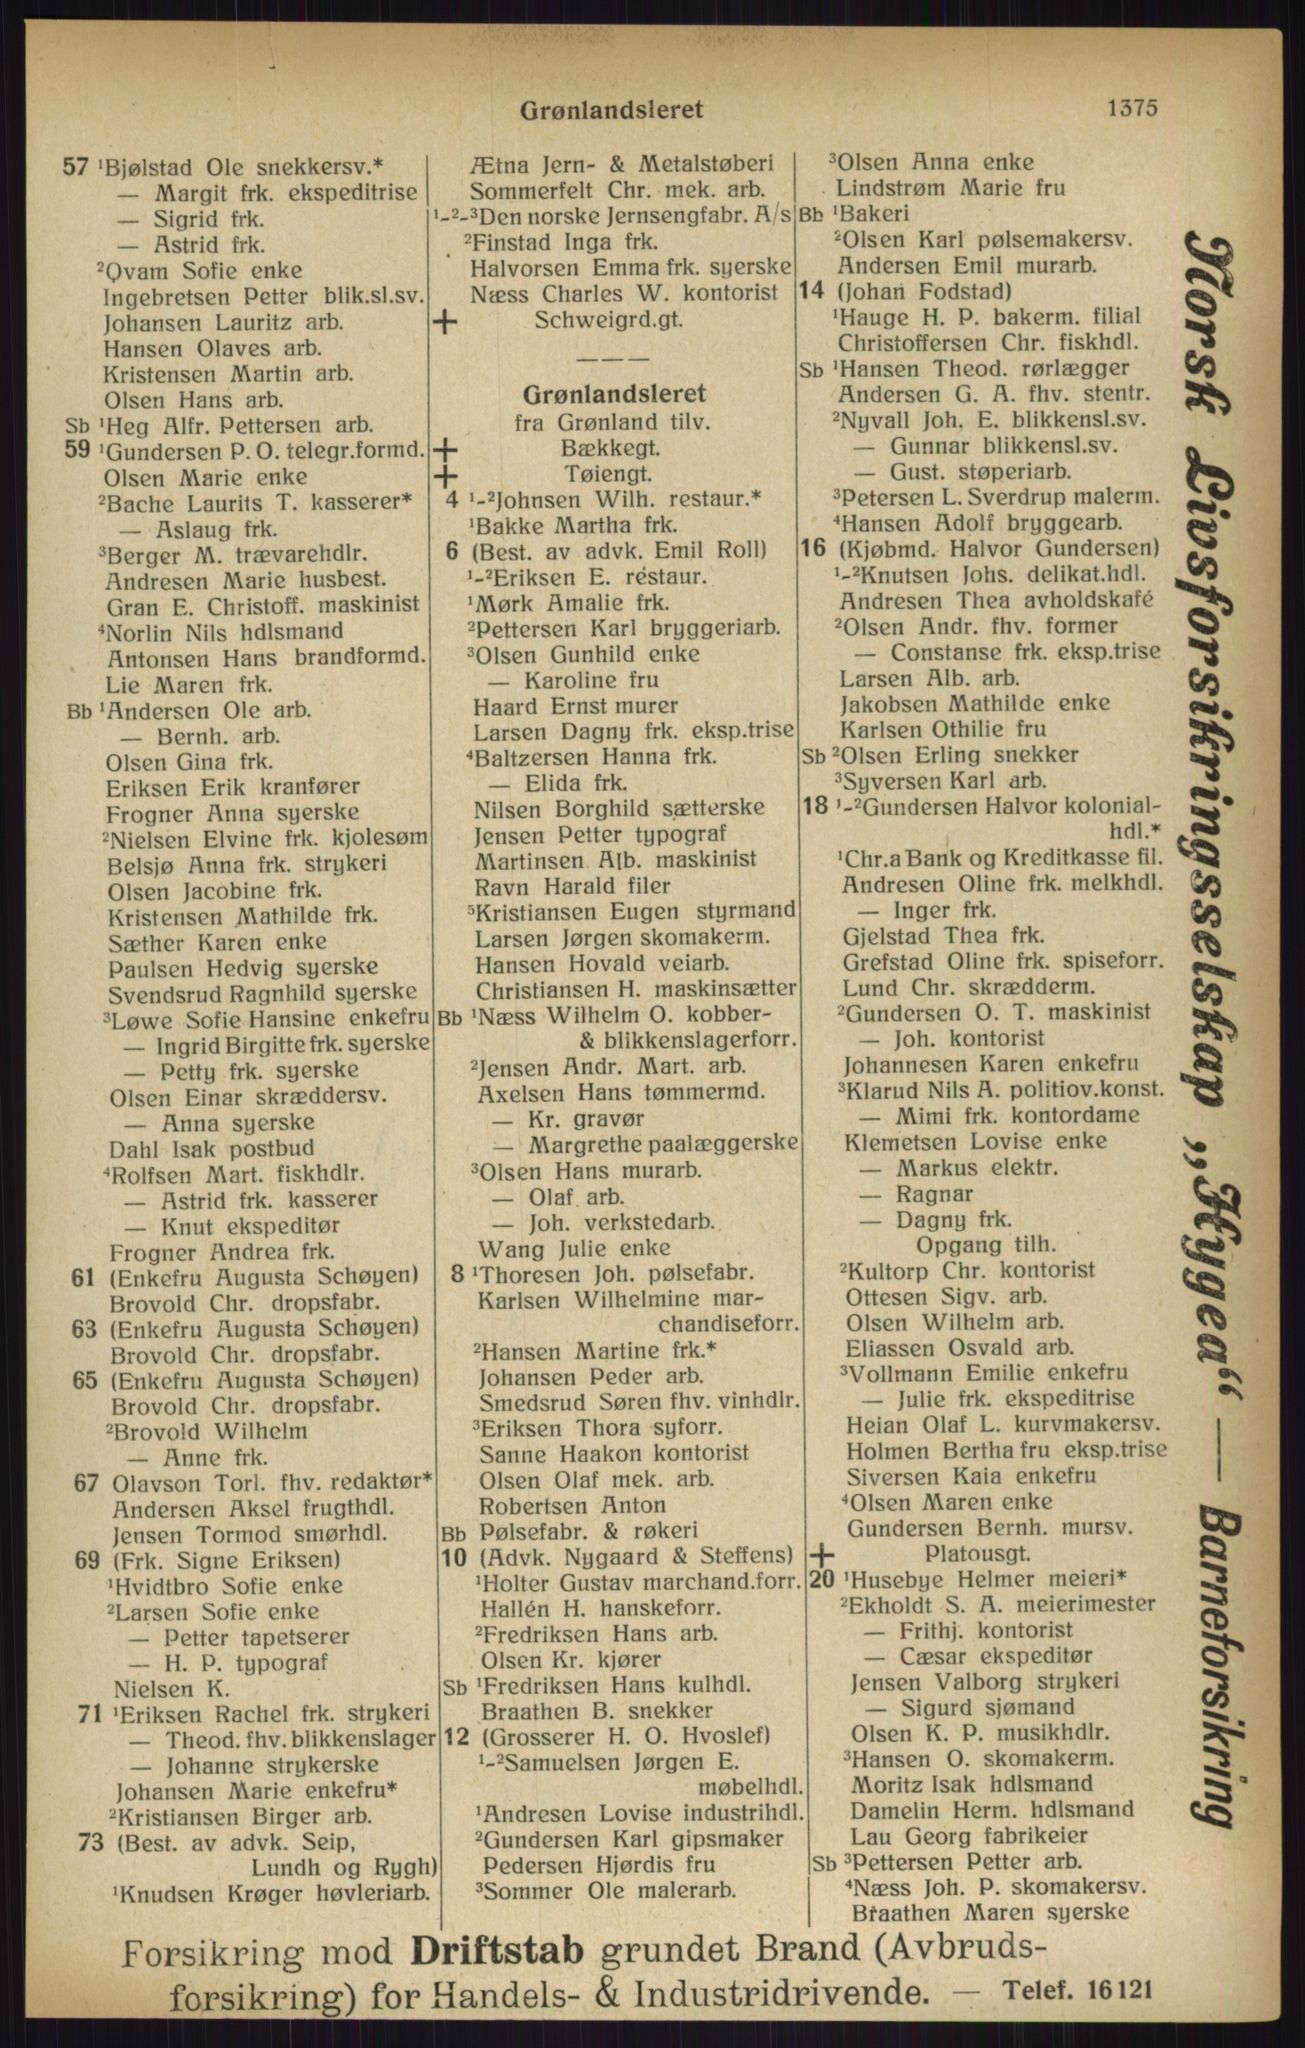 Grønlandsleret 1375
57 ¹Bjølstad Ole snekkersv.*
— Margit frk. ekspeditrise
— Sigrid frk.
— Astrid frk.
²Qvam Sofie enke
Ingebretsen Petter blik.sl.sv.
Johansen Lauritz arb.
Hansen Olaves arb.
Kristensen Martin arb.
Olsen Hans arb.
Sb ¹Heg Alfr. Pettersen arb.
59 ¹Gundersen P. O. telegr.formd.
Olsen Marie enke
²Bache Laurits T. kasserer*
— Aslaug frk.
³Berger M. trævarehdlr.
Andresen Marie husbest.
Gran E. Christoff. maskinist
⁴Norlin Nils hdlsmand
Antonsen Hans brandformd.
Lie Maren frk.
Bb ¹Andersen Ole arb.
— Bernh. arb.
Olsen Gina frk.
Eriksen Erik kranfører
Frogner Anna syerske
²Nielsen Elvine frk. kjolesøm
Belsjø Anna frk. strykeri
Olsen Jacobine frk.
Kristensen Mathilde frk.
Sæther Karen enke
Paulsen Hedvig syerske
Svendsrud Ragnhild syerske
³Løwe Sofie Hansine enkefru
— Ingrid Birgitte frk. syerske
— Petty frk. syerske
Olsen Einar skræddersv.
— Anna syerske
Dahl Isak postbud
⁴Rolfsen Mart. fiskhdlr.
— Astrid frk. kasserer
— Knut ekspeditør
Frogner Andrea frk.
61 (Enkefru Augusta Schøyen)
Brovold Chr. dropsfabr.
63 (Enkefru Augusta Schøyen)
Brovold Chr. dropsfabr.
65 (Enkefru Augusta Schøyen)
Brovold Chr. dropsfabr.
²Brovold Wilhelm
— Anne frk.
67 Olavson Torl. fhv. redaktør*
Andersen Aksel frugthdl.
Jensen Tormod smørhdl.
69 (Frk. Signe Eriksen)
¹Hvidtbro Sofie enke
²Larsen Sofie enke
— Petter tapetserer
— H. P. typograf
Nielsen K.
71 ¹Eriksen Rachel frk. strykeri
— Theod. fhv. blikkenslager
— Johanne strykerske
Johansen Marie enkefru*
²Kristiansen Birger arb.
73 (Best. av advk. Seip,
Lundh og Rygh)
¹Knudsen Krøger høvleriarb.
Ætna Jern- & Metalstøberi
Sommerfelt Chr. mek. arb.
¹-²-³Den norske Jernsengfabr. A/s
²Finstad Inga frk.
Halvorsen Emma frk. syerske
Næss Charles W. kontorist
+ Schweigrd.gt.
— — —
Grønlandsleret
fra Grønland tilv.
+ Bækkegt.
+ Tøiengt.
4 ¹-²Johnsen Wilh. restaur.*
¹Bakke Martha frk.
6 (Best. av advk. Emil Roll)
¹-²Eriksen E. restaur.
¹Mørk Amalie frk.
²Pettersen Karl bryggeriarb.
³Olsen Gunhild enke
— Karoline fru
Haard Ernst murer
Larsen Dagny frk. eksp.trise
⁴Baltzersen Hanna frk.
— Elida frk.
Nilsen Borghild sætterske
Jensen Petter typograf
Martinsen Alb. maskinist
Ravn Harald filer
⁵Kristiansen Eugen styrmand
Larsen Jørgen skomakerm.
Hansen Hovald veiarb.
Christiansen H. maskinsætter
Bb ¹Næss Wilhelm O. kobber-
& blikkenslagerforr.
²Jensen Andr. Mart. arb.
Axelsen Hans tømmermd.
— Kr. gravør
— Margrethe paalæggerske
³Olsen Hans murarb.
— Olaf arb.
— Joh. verkstedarb.
Wang Julie enke
8 ¹Thoresen Joh. pølsefabr.
Karlsen Wilhelmine mar-
chandiseforr.
²Hansen Martine frk.*
Johansen Peder arb.
Smedsrud Søren fhv. vinhdlr.
³Eriksen Thora syforr.
Sanne Haakon kontorist
Olsen Olaf mek. arb.
Robertsen Anton
Bb Pølsefabr. & røkeri
10 (Advk. Nygaard & Steffens)
¹Holter Gustav marchand.forr.
Hallén H. hanskeforr.
²Fredriksen Hans arb.
Olsen Kr. kjører
Sb ¹Fredriksen Hans kulhdl.
Braathen B. snekker
12 (Grosserer H. O. Hvoslef)
¹-²Samuelsen Jørgen E.
møbelhdl.
¹Andresen Lovise industrihdl.
²Gundersen Karl gipsmaker
Pedersen Hjørdis fru
³Sommer Ole malerarb.
³Olsen Anna enke
Lindstrøm Marie fru
Bb ¹Bakeri
²Olsen Karl pølsemakersv.
Andersen Emil murarb.
14 (Johan Fodstad)
¹Hauge H. P. bakerm. filial
Christoffersen Chr. fiskhdl.
Sb ¹Hansen Theod. rørlægger
Andersen G. A. fhv. stentr.
²Nyvall Joh. E. blikkensl.sv.
— Gunnar blikkensl.sv.
— Gust. støperiarb.
³Petersen L. Sverdrup malerm.
⁴Hansen Adolf bryggearb.
16 (Kjøbmd. Halvor Gundersen)
¹-²Knutsen Johs. delikat.hdl.
Andresen Thea avholdskafé
²Olsen Andr. fhv. former
— Constanse frk. eksp.trise
Larsen Alb. arb.
Jakobsen Mathilde enke
Karlsen Othilie fru
Sb ²Olsen Erling snekker
³Syversen Karl arb.
18 ¹-²Gundersen Halvor kolonial-
hdl.*
¹Chr.a Bank og Kreditkasse fil.
Andresen Oline frk. melkhdl.
— Inger frk.
Gjelstad Thea frk.
Grefstad Oline frk. spiseforr.
Lund Chr. skrædderm.
²Gundersen O. T. maskinist
— Joh. kontorist
Johannesen Karen enkefru
³Klarud Nils A. politiov.konst.
— Mimi frk. kontordame
Klemetsen Lovise enke
— Markus elektr.
— Ragnar
— Dagny frk.
Opgang tilh.
²Kultorp Chr. kontorist
Ottesen Sigv. arb.
Olsen Wilhelm arb.
Eliassen Osvald arb.
³Vollmann Emilie enkefru
— Julie frk. ekspeditrise
Heian Olaf L. kurvmakersv.
Holmen Bertha fru eksp.trise
Siversen Kaia enkefru
⁴Olsen Maren enke
Gundersen Bernh. mursv.
+ Platousgt.
20 ¹Husebye Helmer meieri*
²Ekholdt S. A. meierimester
— Frithj. kontorist
— Cæsar ekspeditør
Jensen Valborg strykeri
— Sigurd sjømand
Olsen K. P. musikhdlr.
³Hansen O. skomakerm.
Moritz Isak hdlsmand
Damelin Herm. hdlsmand
Lau Georg fabrikeier
Sb ³Pettersen Petter arb.
⁴Næss Joh. P. skomakersv.
Braathen Maren syerske
Norsk Livsforsikringsselskap „Hygea“ — Barneforsikring
Forsikring mod Driftstab grundet Brand (Avbruds-
forsikring) for Handels- & Industridrivende. — Telef. 16121